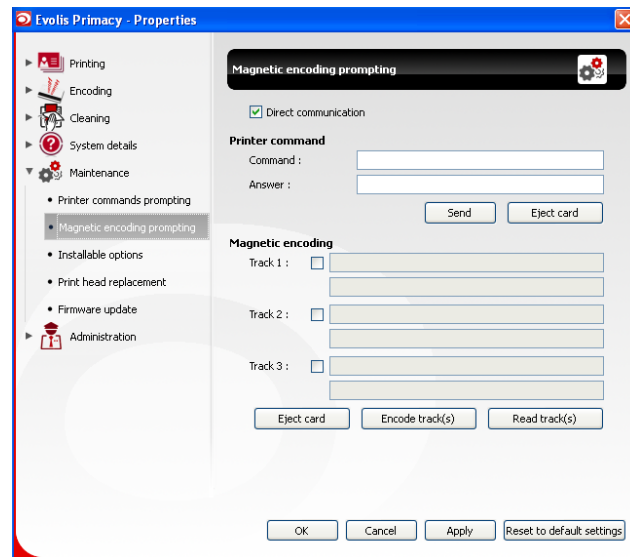 Evolis Primacy - Properties
Printing
Encoding
Cleaning
System details
Maintenance
Printer commands prompting
Magnetic encoding prompting
Installable options
Print head replacement
Firmware update
Administration
Magnetic encoding prompting
Direct communication
Printer command
Command :
Answer :
Send Eject card
Magnetic encoding
Track 1 :
Track 2 :
Track 3 :
Eject card Encode track(s) Read track(s)
OK Cancel Apply Reset to default settings